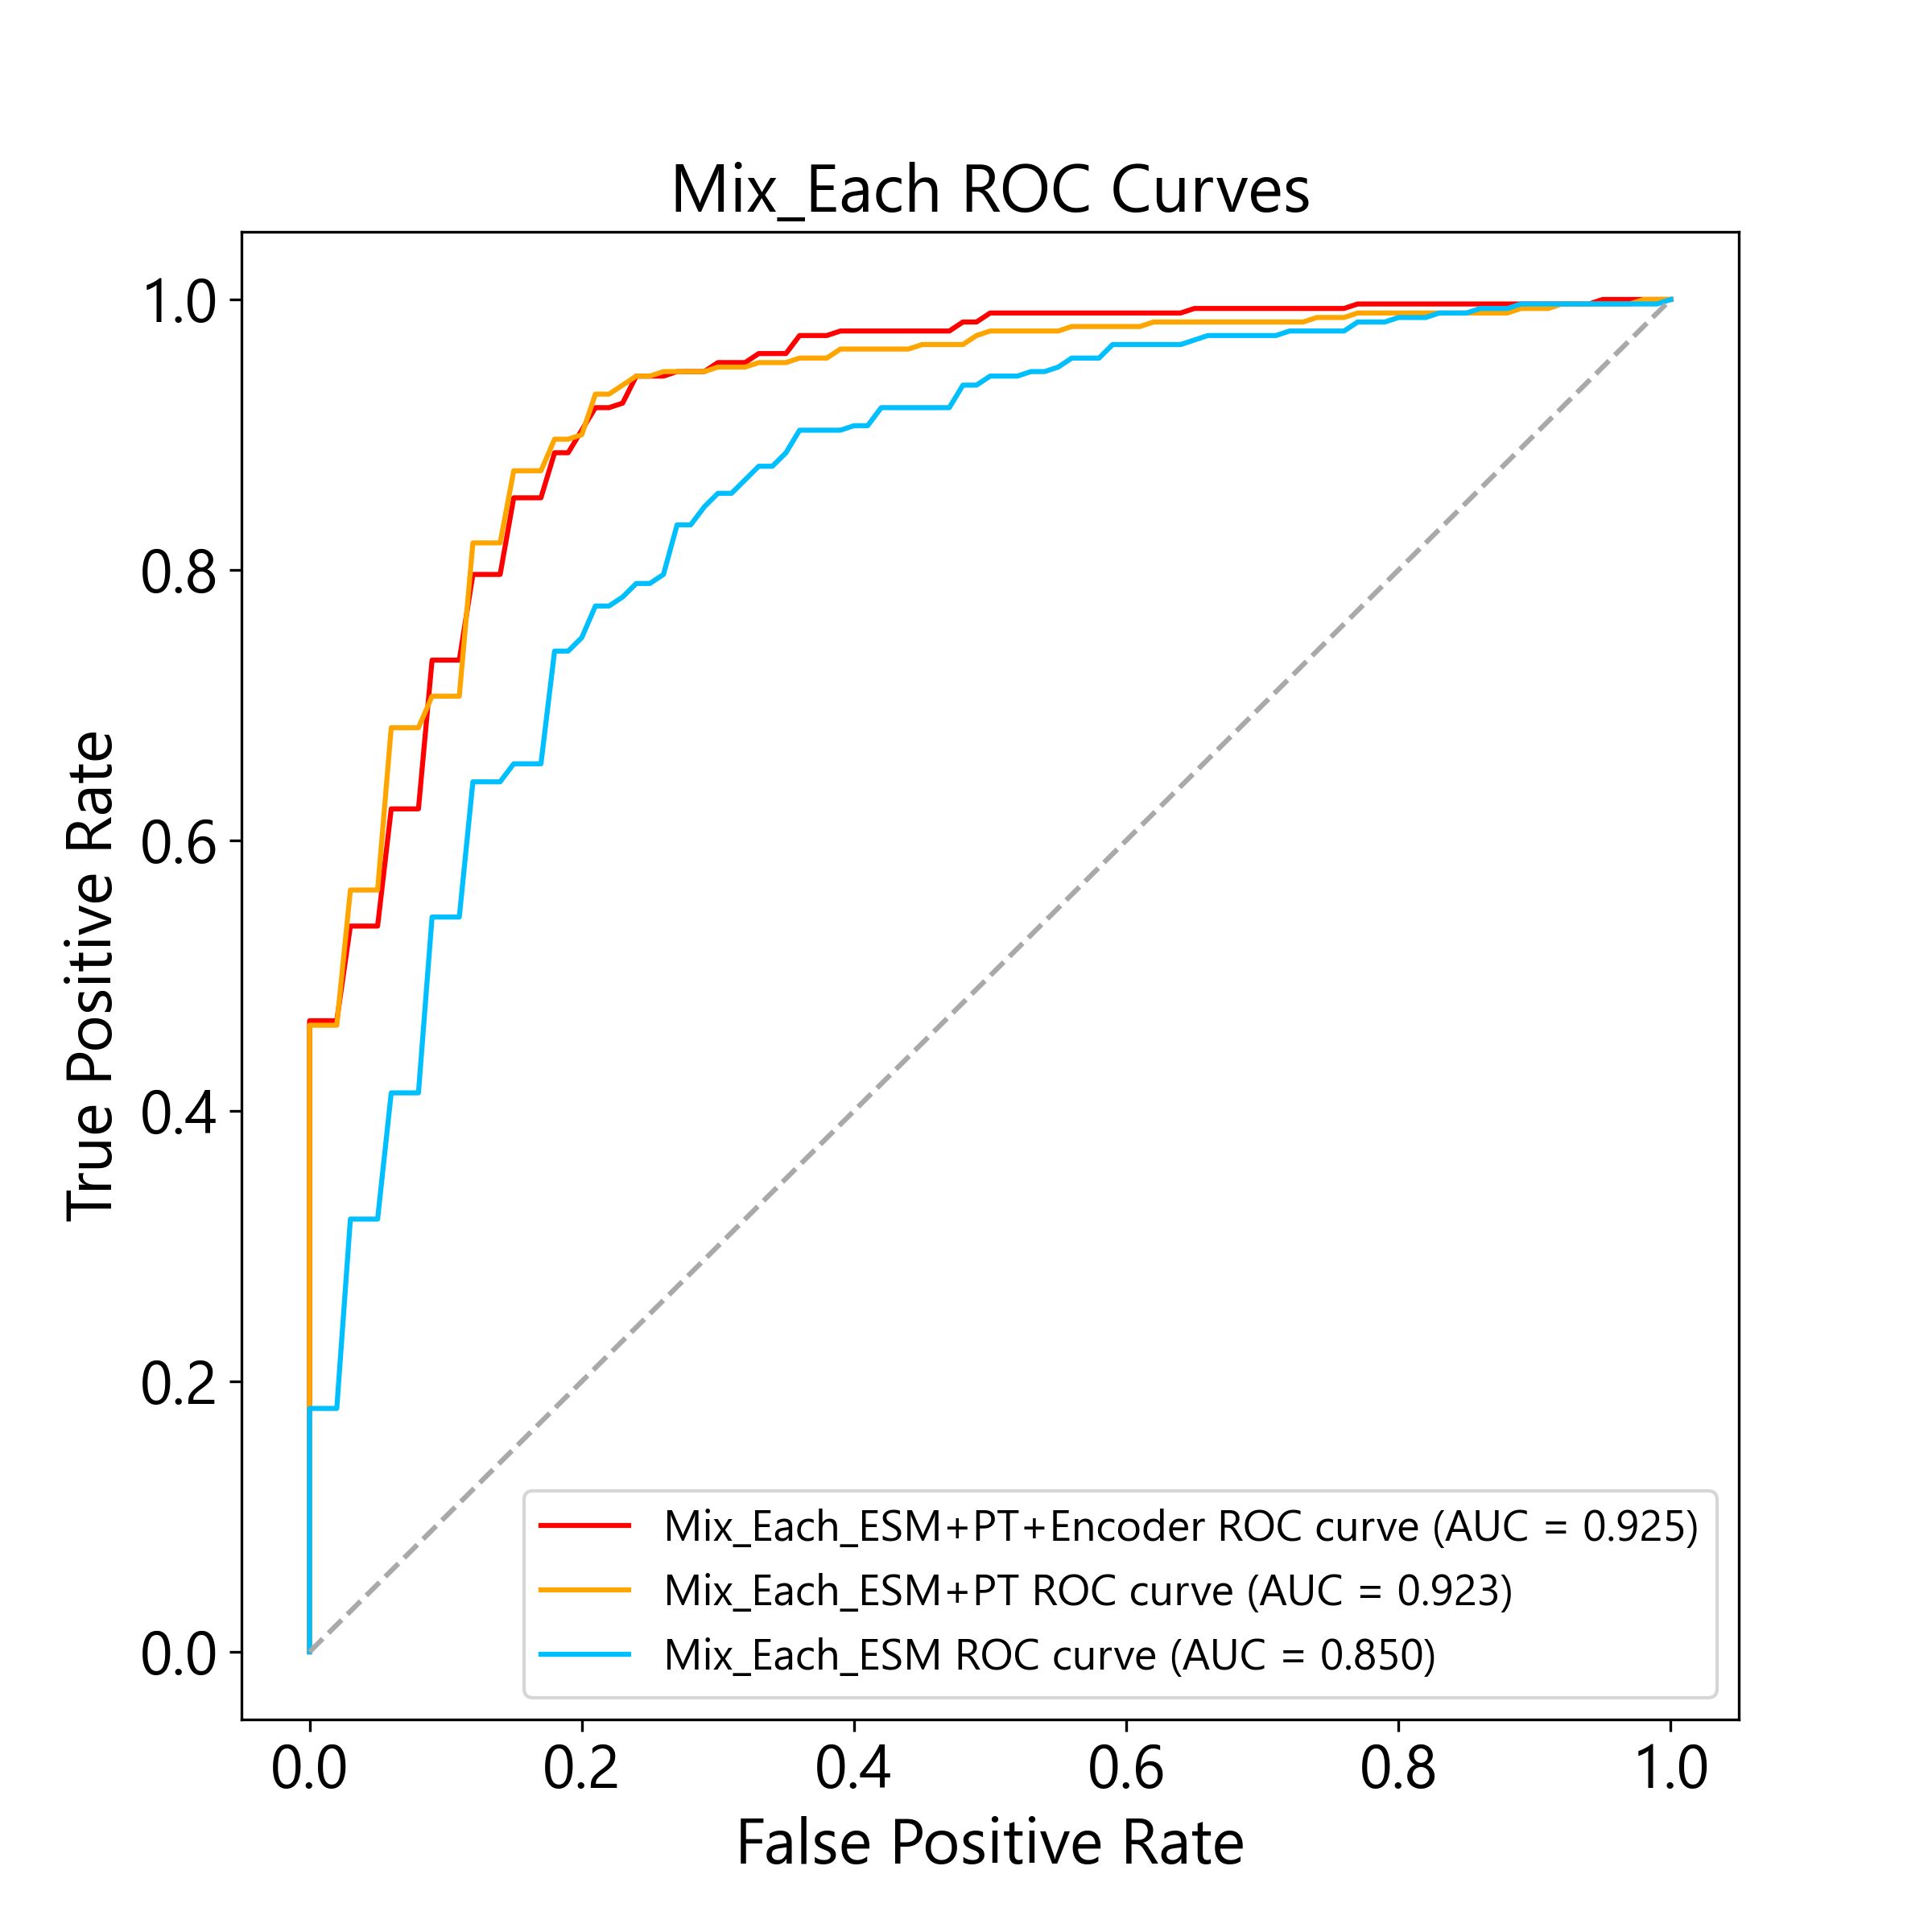 Mix_Each ROC Curves
True Positive Rate
1.0
0.8
0.6
0.4
0.2
0.0
Mix_Each_ESM+PT+Encoder ROC curve (AUC = 0.925)
Mix_Each_ESM+PT ROC curve (AUC = 0.923)
Mix_Each_ESM ROC curve (AUC = 0.850)
0.0 0.2 0.4 0.6 0.8 1.0
False Positive Rate